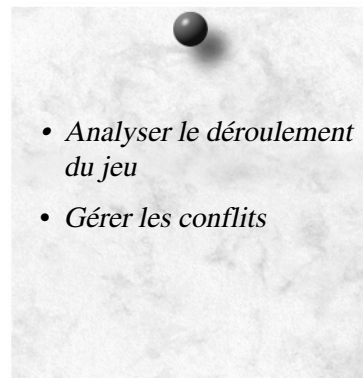 • Analyser le déroulement
du jeu
• Gérer les conflits